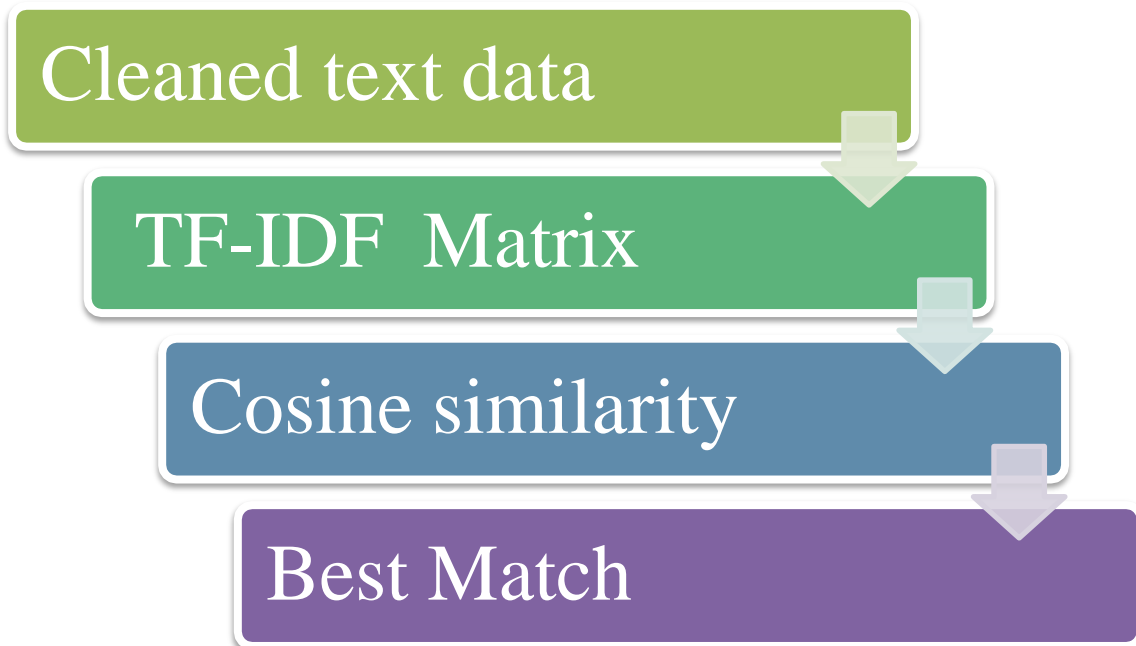 Cleaned text data
TF-IDF Matrix
Cosine similarity
Best Match